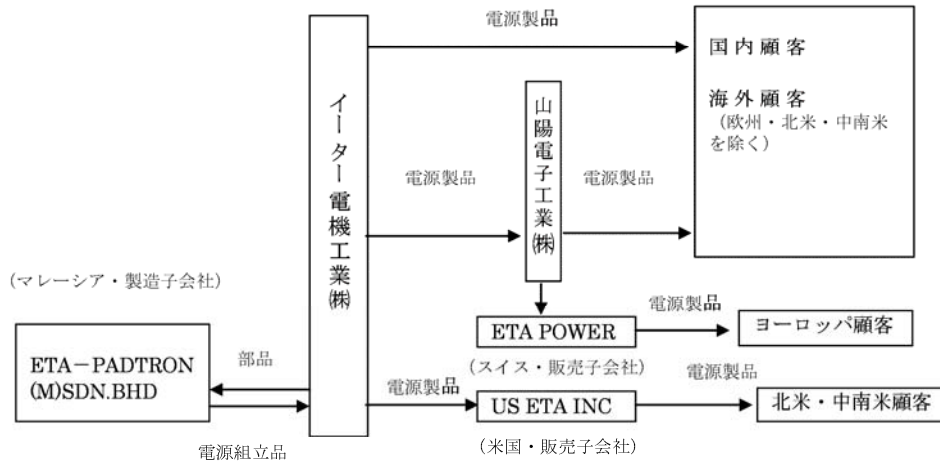 電源製品
国内顧客
海外顧客
（欧州・北米・中南米
を除く）
イーター電機工業㈱
山陽電子工業㈱
電源製品
電源製品
（マレーシア・製造子会社）
ETA－PADTRON
(M)SDN.BHD
部品
電源組立品
ETA POWER
（スイス・販売子会社）
電源製品
ヨーロッパ顧客
電源製品
US ETA INC
（米国・販売子会社）
電源製品
北米・中南米顧客